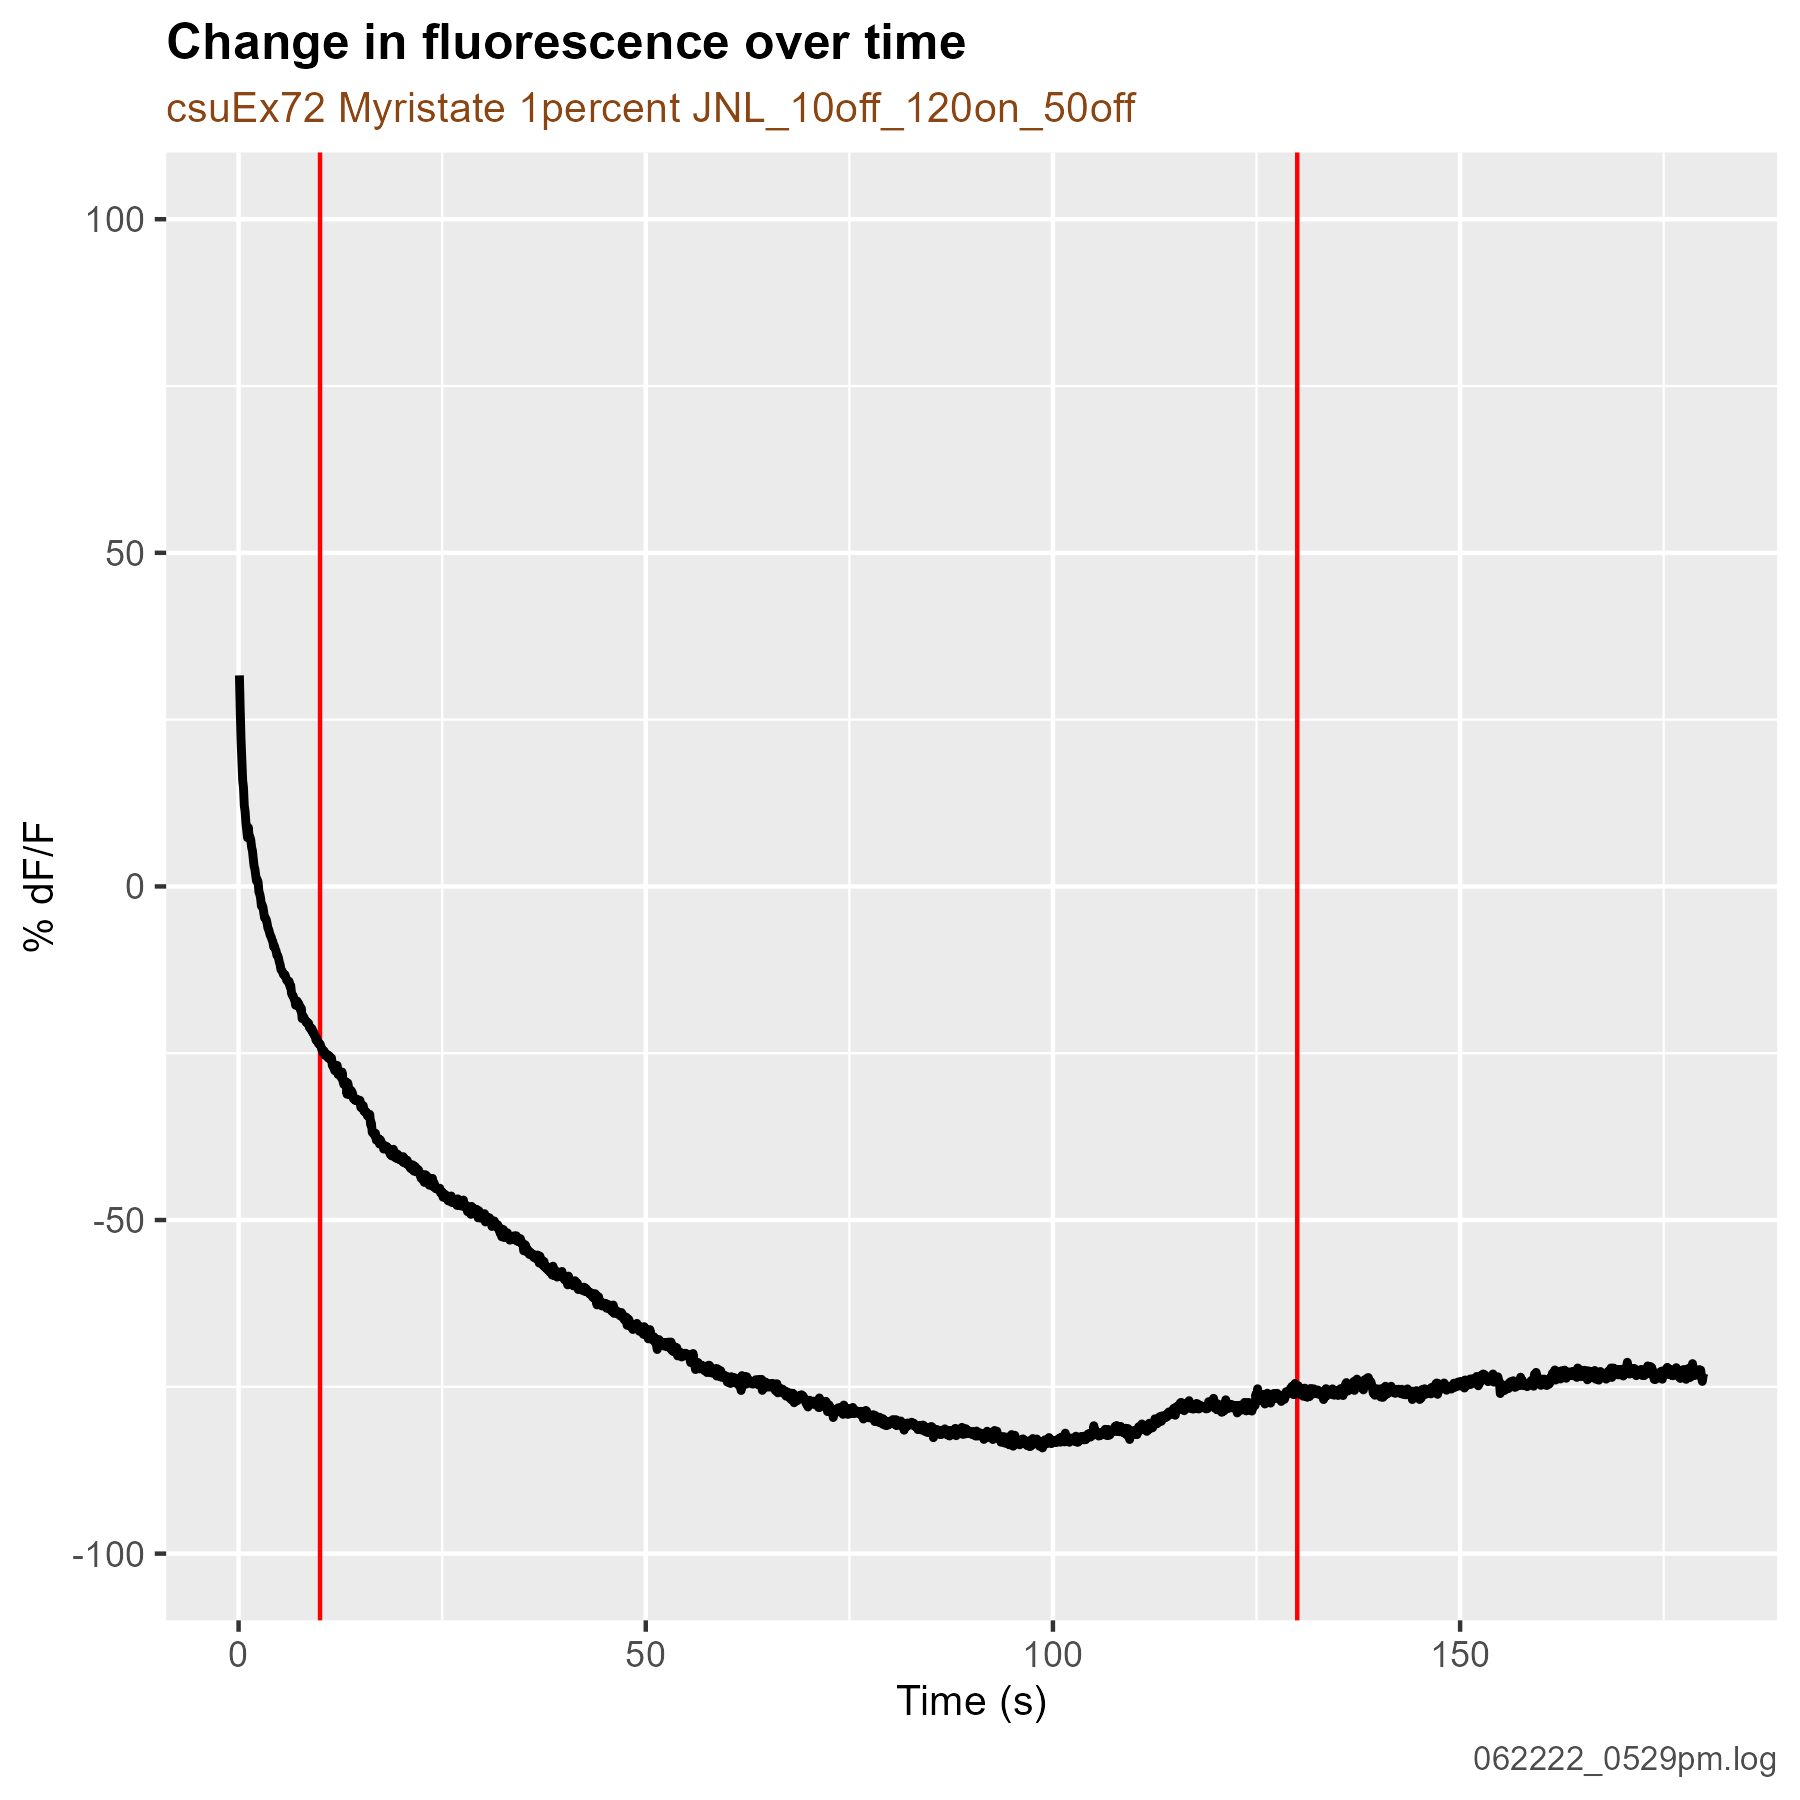 Change in fluorescence over time
csuEx72 Myristate 1percent JNL_10off_120on_50off
100
50
0
-50
-100
% dF/F
0 50 100 150
Time (s)
062222_0529pm.log